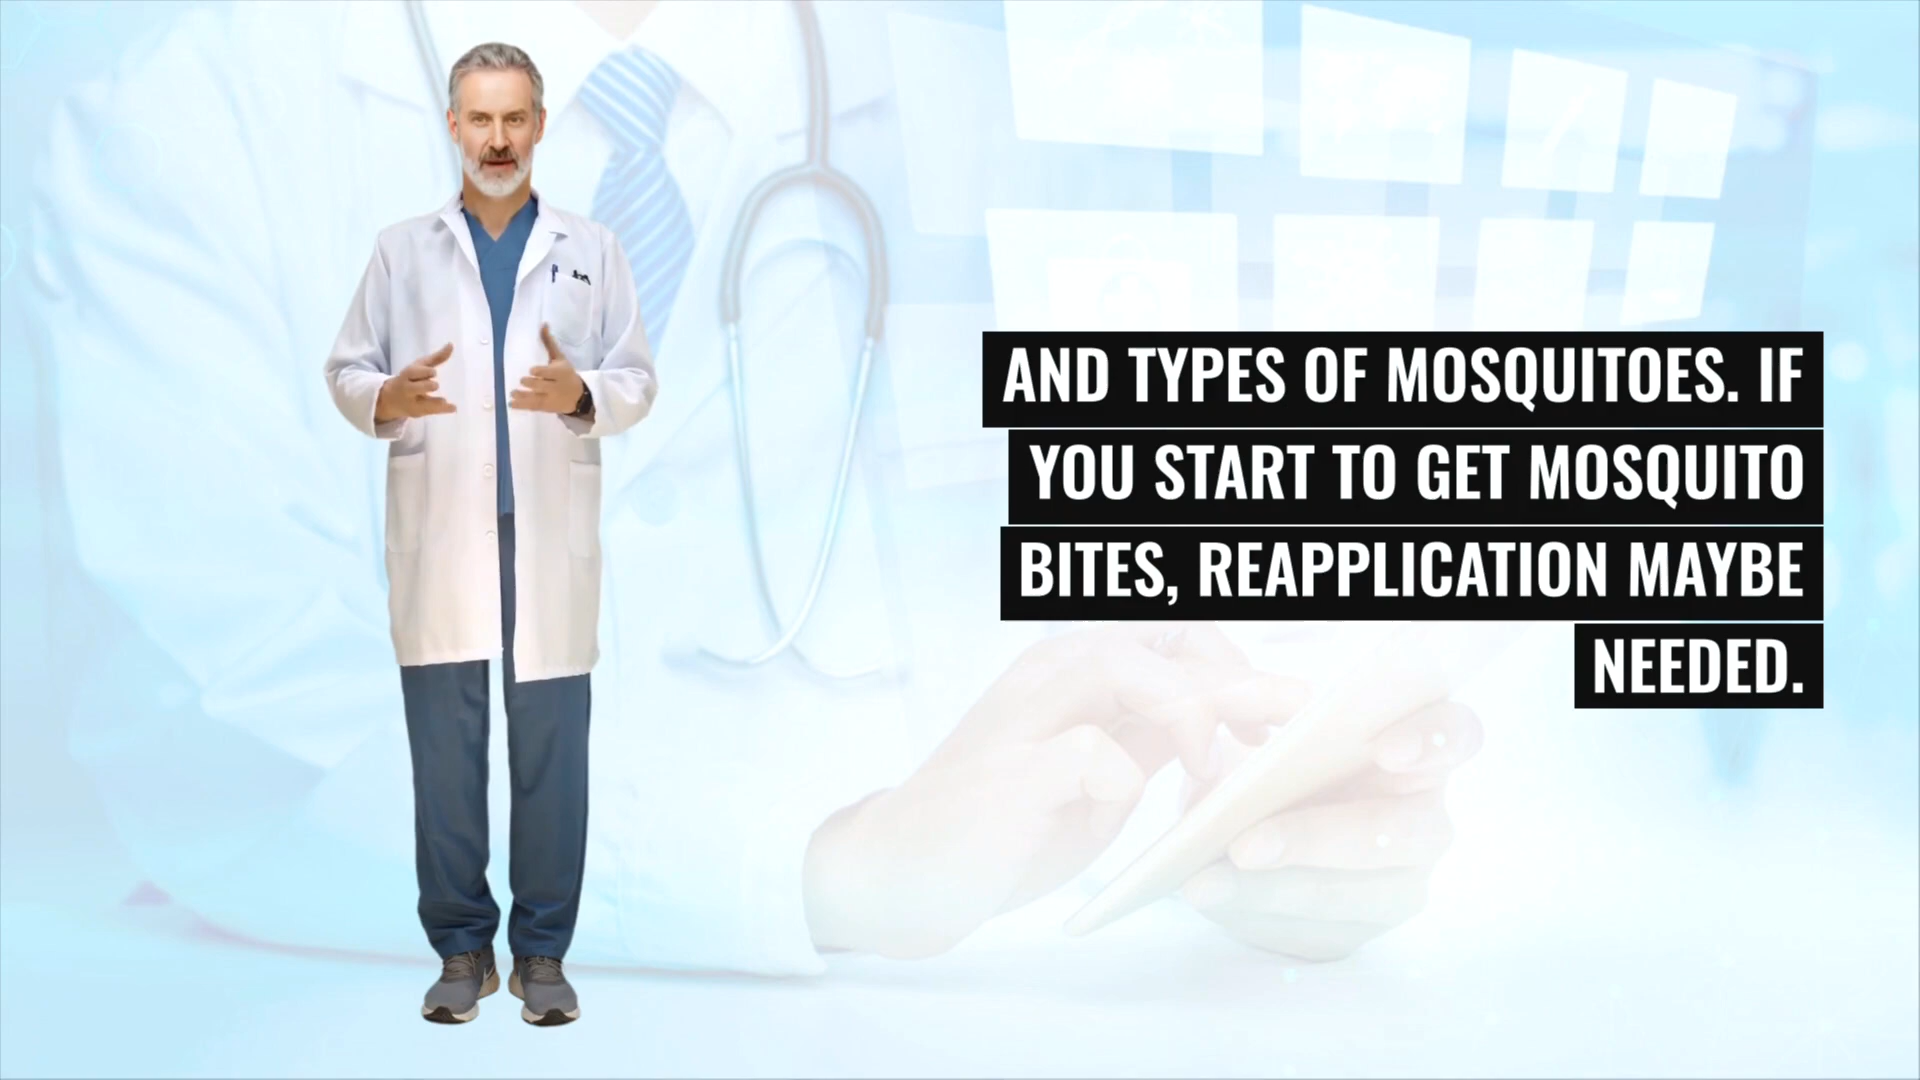 AND TYPES OF MOSQUITOES. IF
YOU START TO GET MOSQUITO
BITES, REAPPLICATION MAYBE
NEEDED.